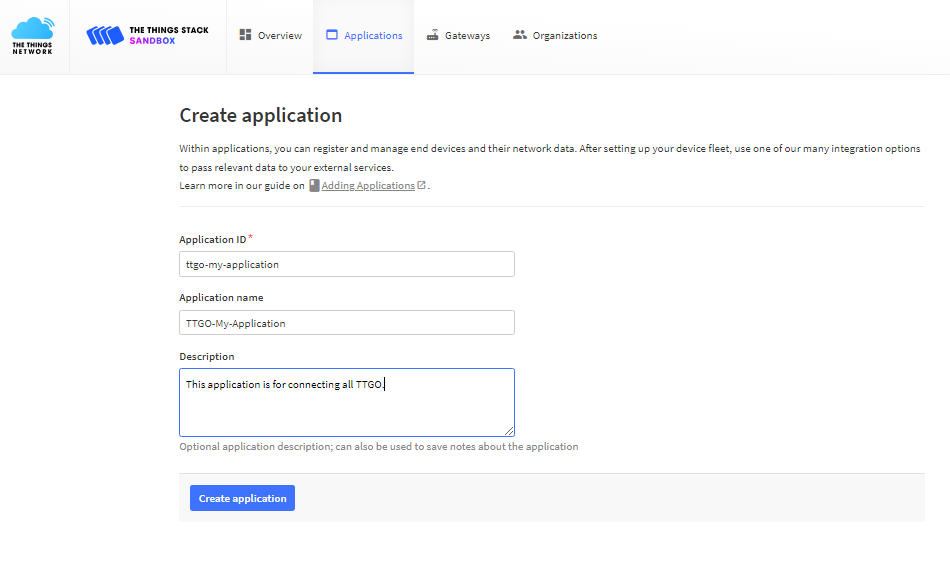 THE THINGS
NETWORK
THE THINGS STACK
SANDBOX
Overview
Applications
Gateways
Organizations
Create application
Within applications, you can register and manage end devices and their network data. After setting up your device fleet, use one of our many integration options
to pass relevant data to your external services.
Learn more in our guide on Adding Applications.
Application ID *
ttgo-my-application
Application name
TTGO-My-Application
Description
This application is for connecting all TTGO.
Optional application description; can also be used to save notes about the application
Create application